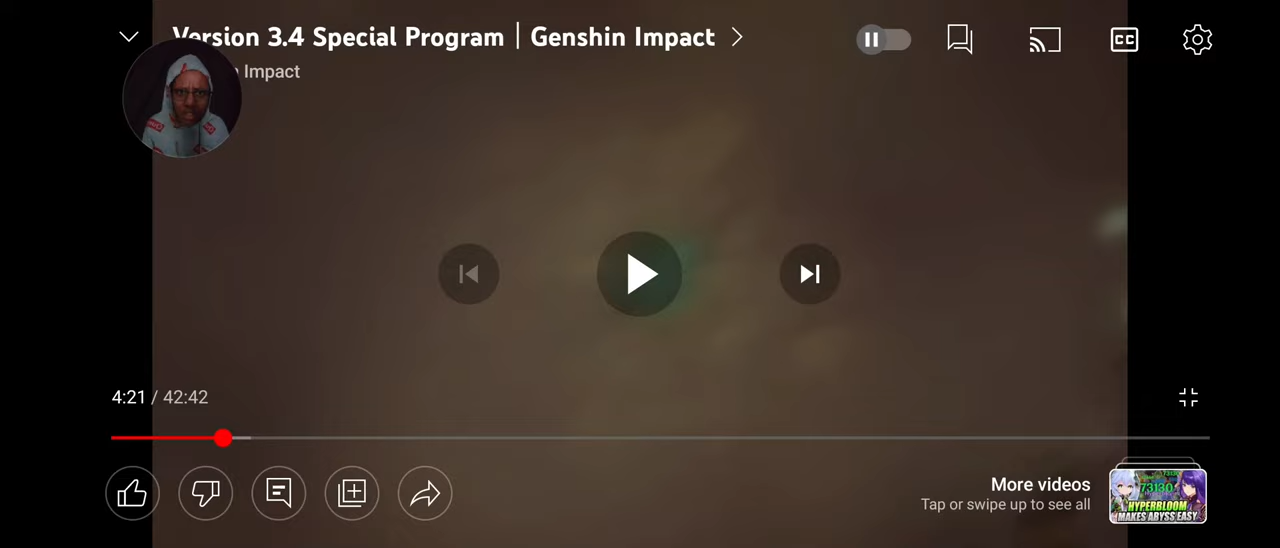 Version 3.4 Special Program | Genshin Impact
Impact
CC
4:21 / 42:42
More videos
Tap or swipe up to see all
73130
HYPERBLOOM
MAKES ABYSS EASY